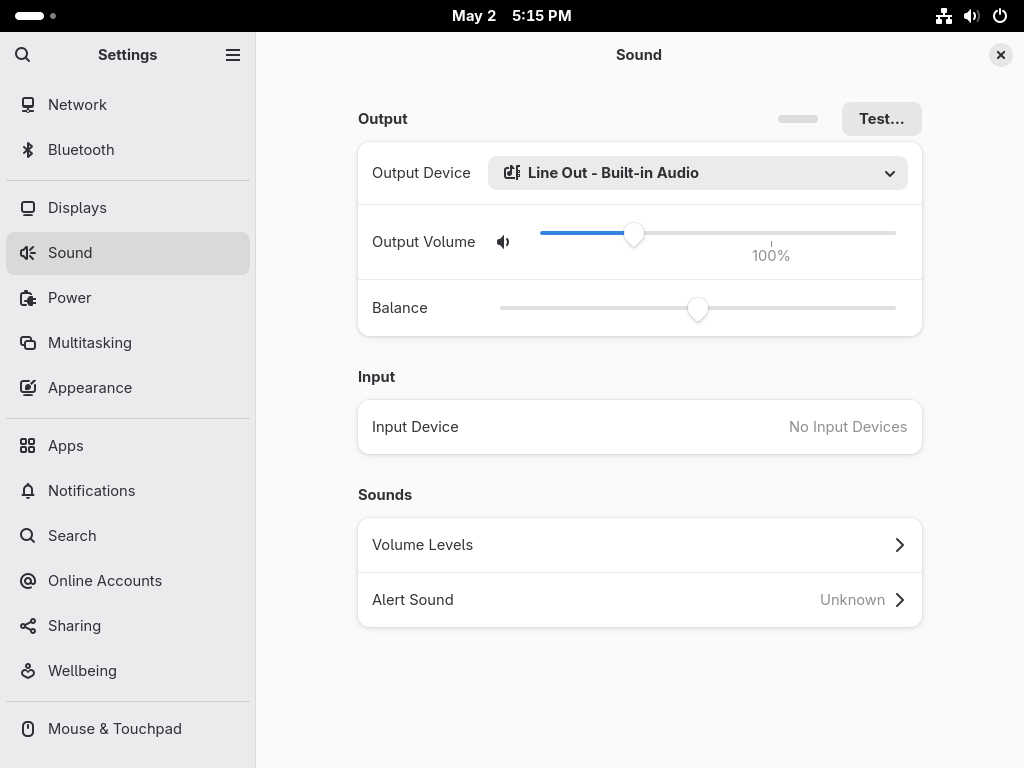 May 2 5:15 PM
Settings
Sound
Network
Bluetooth
Displays
Sound
Power
Multitasking
Appearance
Apps
Notifications
Search
Online Accounts
Sharing
Wellbeing
Mouse & Touchpad
Output
Test…
Output Device
Line Out - Built-in Audio
Output Volume
100%
Balance
Input
Input Device
No Input Devices
Sounds
Volume Levels
Alert Sound
Unknown